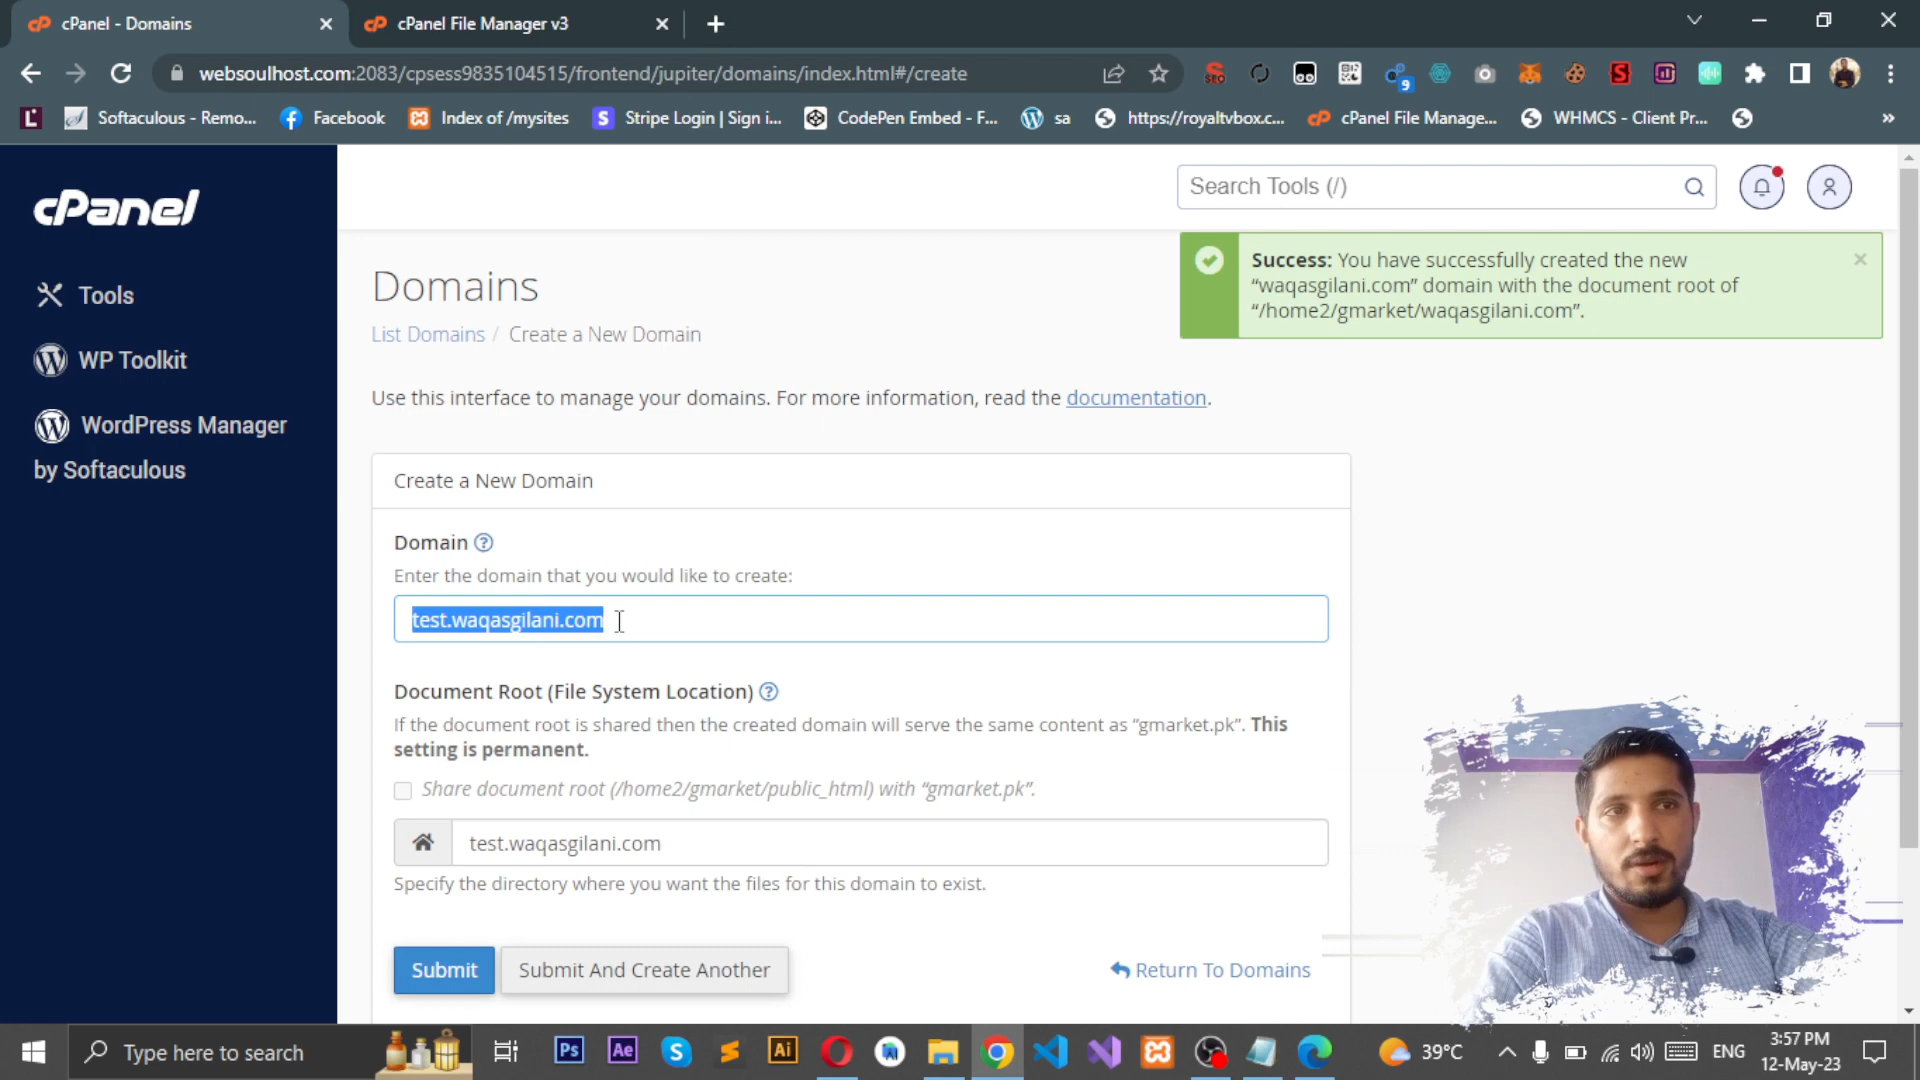 cPanel - Domains
cPanel File Manager v3
websoulhost.com:2083/cpsess9835104515/frontend/jupiter/domains/index.html#/create
SEO
9
Softaculous - Remo...
Facebook
Index of /mysites
S Stripe Login | Sign i...
CodePen Embed - F...
sa
https://royaltvbox.c...
cPanel File Manage...
WHMCS - Client Pr...
»
cPanel
Tools
WP Toolkit
WordPress Manager
by Softaculous
Search Tools (/)
Success: You have successfully created the new
“waqasgilani.com” domain with the document root of
“/home2/gmarket/waqasgilani.com”.
Domains
List Domains / Create a New Domain
Use this interface to manage your domains. For more information, read the documentation.
Create a New Domain
Domain
Enter the domain that you would like to create:
test.waqasgilani.com
Document Root (File System Location)
If the document root is shared then the created domain will serve the same content as “gmarket.pk”. This
setting is permanent.
Share document root (/home2/gmarket/public_html) with “gmarket.pk”.
test.waqasgilani.com
Specify the directory where you want the files for this domain to exist.
Submit
Submit And Create Another
Return To Domains
Type here to search
Ps
Ae
Ai
39°C
ENG
3:57 PM
12-May-23